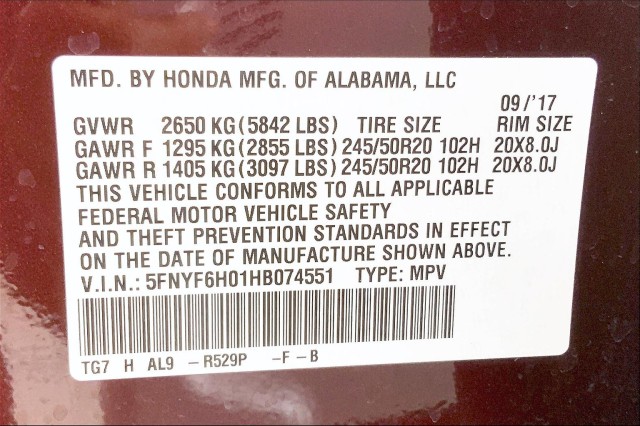 MFD. BY HONDA MFG. OF ALABAMA, LLC
09/'17
GVWR 2650 KG(5842 LBS) TIRE SIZE RIM SIZE
GAWR F 1295 KG(2855 LBS) 245/50R20 102H 20X8.0J
GAWR R 1405 KG(3097 LBS) 245/50R20 102H 20X8.0J
THIS VEHICLE CONFORMS TO ALL APPLICABLE
FEDERAL MOTOR VEHICLE SAFETY
AND THEFT PREVENTION STANDARDS IN EFFECT
ON THE DATE OF MANUFACTURE SHOWN ABOVE.
V.I.N.: 5FNYF6H01HB074551 TYPE: MPV
TG7 H AL9 -R529P -F-B